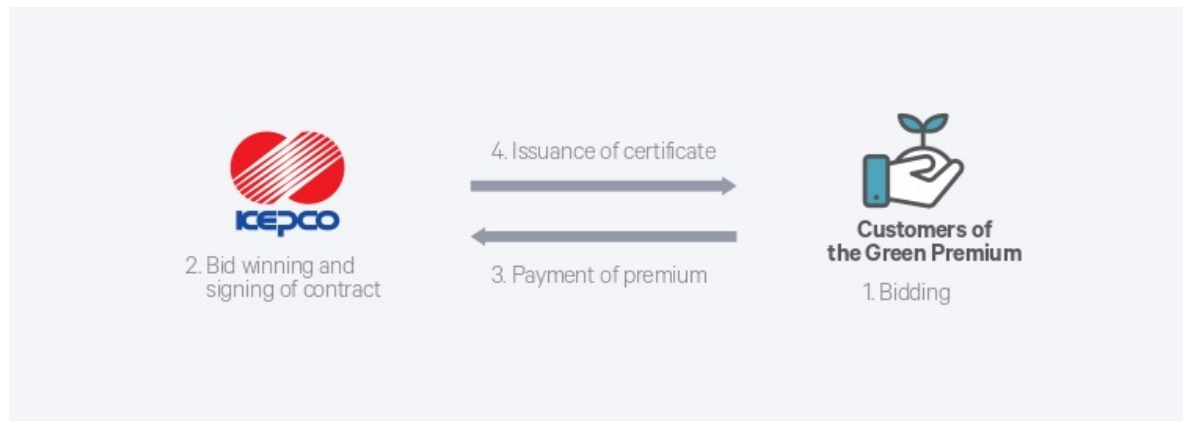 4. Issuance of certificate
KEPCO
Customers of
the Green Premium
2. Bid winning and
signing of contract
3. Payment of premium
1. Bidding